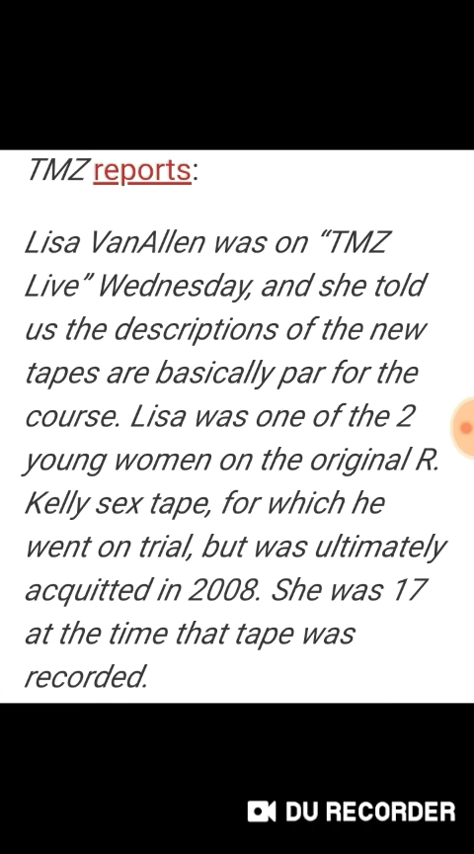 TMZ reports:
Lisa VanAllen was on “TMZ
Live” Wednesday, and she told
us the descriptions of the new
tapes are basically par for the
course. Lisa was one of the 2
young women on the original R.
Kelly sex tape, for which he
went on trial, but was ultimately
acquitted in 2008. She was 17
at the time that tape was
recorded.
DU RECORDER